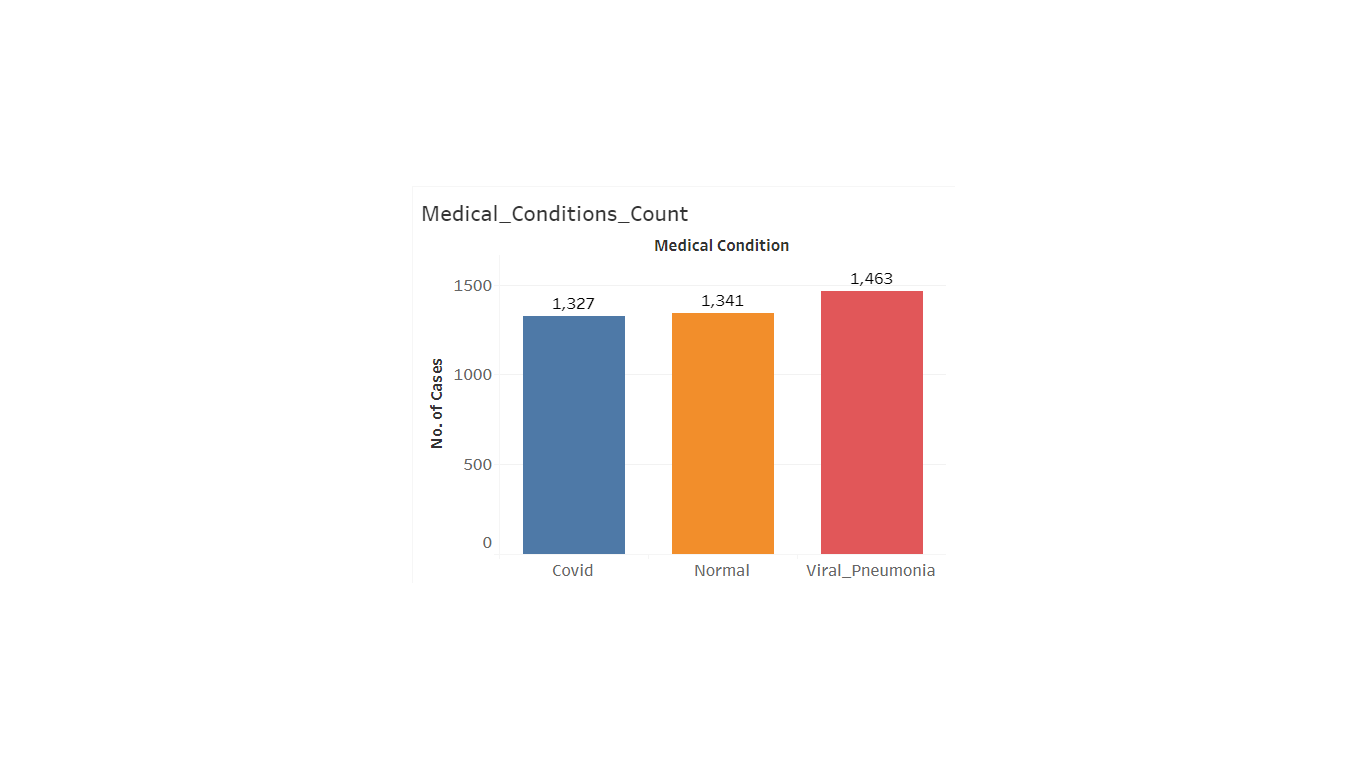 Medical_Conditions_Count
Medical Condition
No. of Cases
1500
1000
500
0
1,327
1,341
1,463
Covid
Normal
Viral_Pneumonia